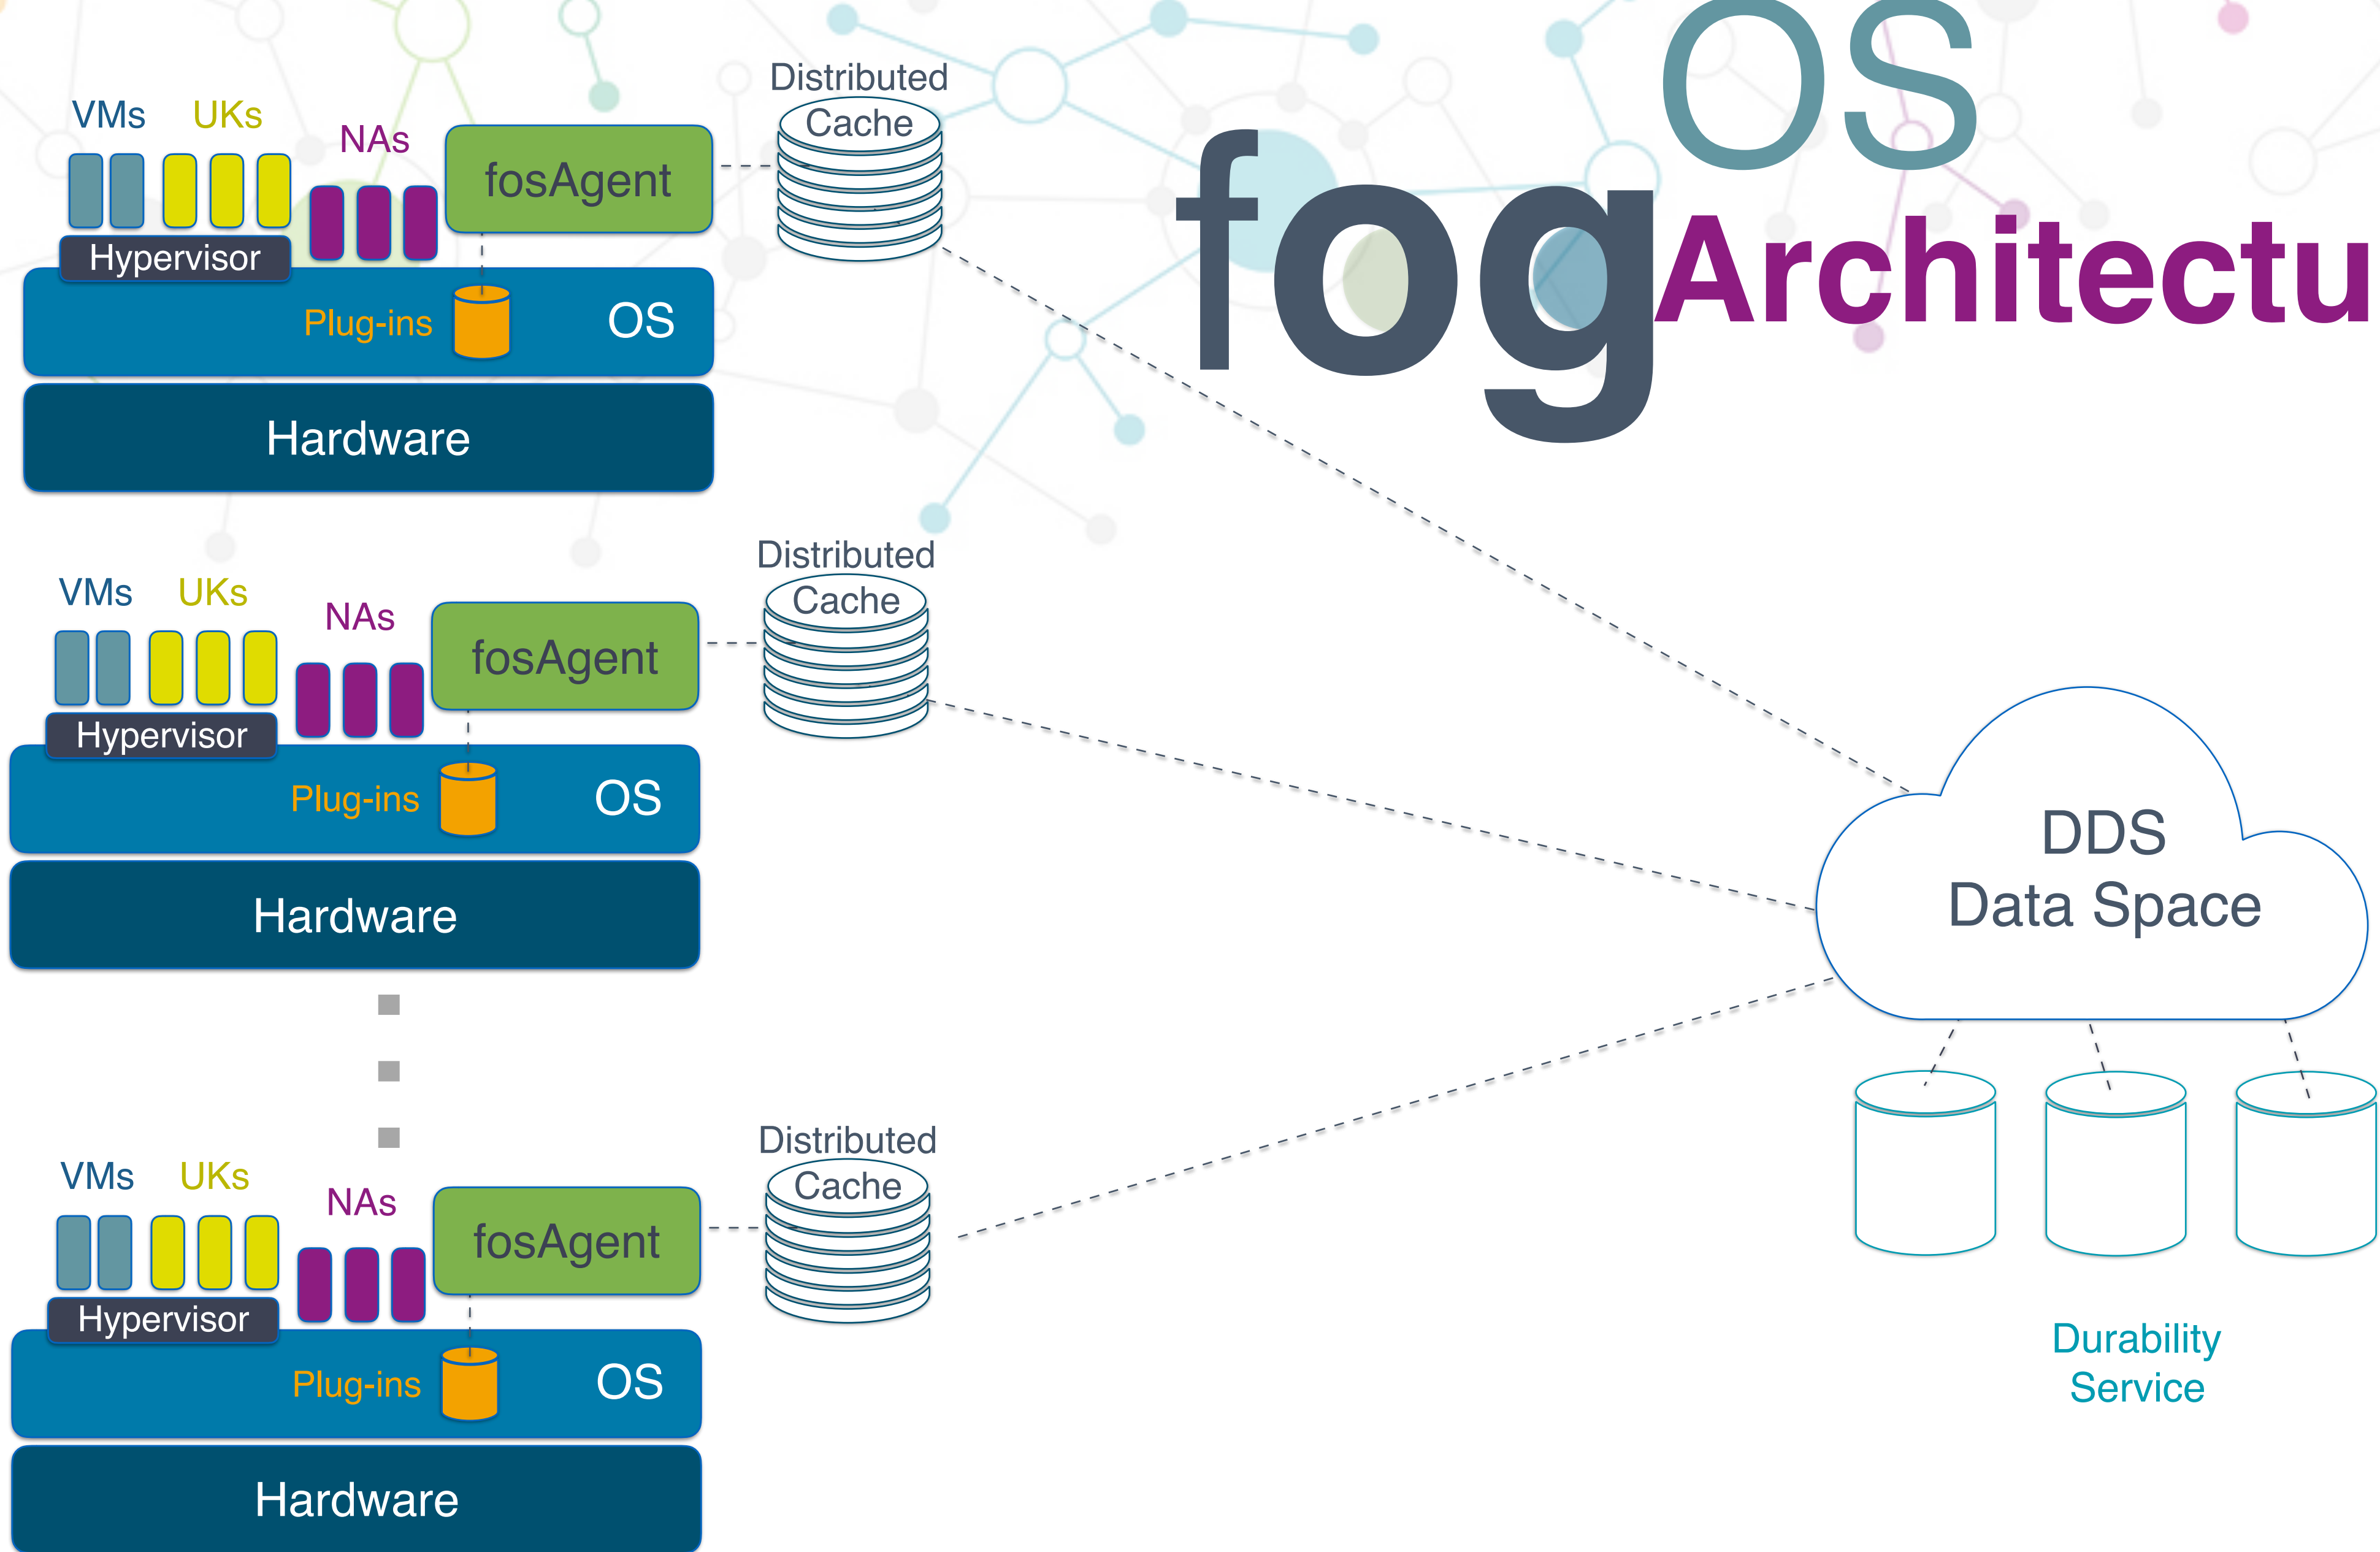 OS
fog
Architectu
VMs
UKs
NAs
fosAgent
Distributed
Cache
Hypervisor
Plug-ins
OS
Hardware
VMs
UKs
NAs
fosAgent
Distributed
Cache
Hypervisor
Plug-ins
OS
Hardware
VMs
UKs
NAs
fosAgent
Distributed
Cache
Hypervisor
Plug-ins
OS
Hardware
DDS
Data Space
Durability
Service